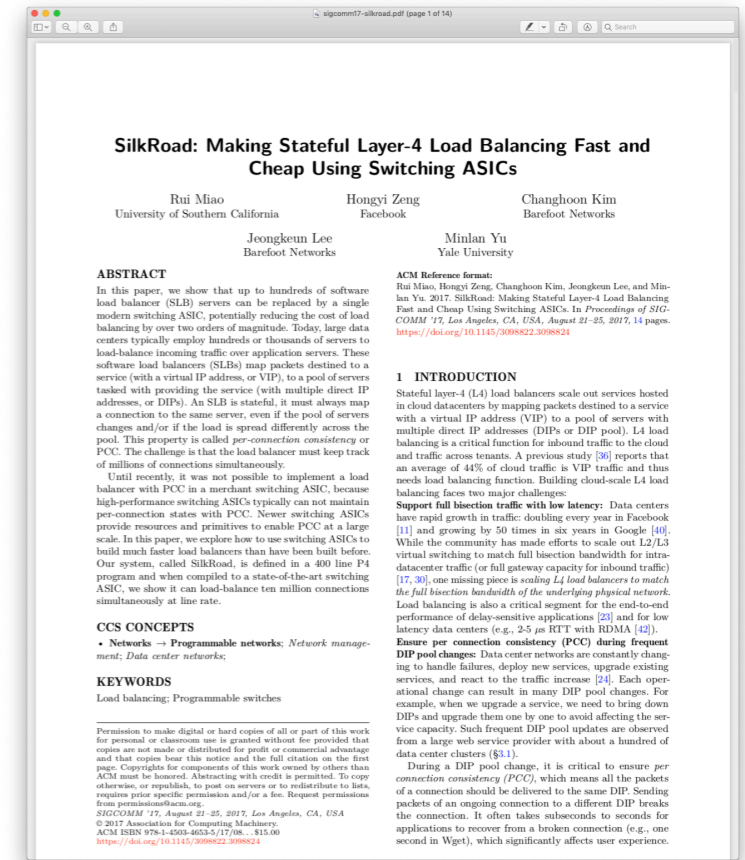 sigcomm17-silkroad.pdf (page 1 of 14)
Search
SilkRoad: Making Stateful Layer-4 Load Balancing Fast and
Cheap Using Switching ASICs
Rui Miao
University of Southern California
Hongyi Zeng
Facebook
Changhoon Kim
Barefoot Networks
Jeongkeun Lee
Barefoot Networks
Minlan Yu
Yale University
ABSTRACT
In this paper, we show that up to hundreds of software
load balancer (SLB) servers can be replaced by a single
modern switching ASIC, potentially reducing the cost of load
balancing by over two orders of magnitude. Today, large data
centers typically employ hundreds or thousands of servers to
load-balance incoming traffic over application servers. These
software load balancers (SLBs) map packets destined to a
service (with a virtual IP address, or VIP), to a pool of servers
tasked with providing the service (with multiple direct IP
addresses, or DIPs). An SLB is stateful, it must always map
a connection to the same server, even if the pool of servers
changes and/or if the load is spread differently across the
pool. This property is called per-connection consistency or
PCC. The challenge is that the load balancer must keep track
of millions of connections simultaneously.
Until recently, it was not possible to implement a load
balancer with PCC in a merchant switching ASIC, because
high-performance switching ASICs typically can not maintain
per-connection states with PCC. Newer switching ASICs
provide resources and primitives to enable PCC at a large
scale. In this paper, we explore how to use switching ASICs to
build much faster load balancers than have been built before.
Our system, called SilkRoad, is defined in a 400 line P4
program and when compiled to a state-of-the-art switching
ASIC, we show it can load-balance ten million connections
simultaneously at line rate.
CCS CONCEPTS
• Networks → Programmable networks; Network manage-
ment; Data center networks;
KEYWORDS
Load balancing; Programmable switches
Permission to make digital or hard copies of all or part of this work
for personal or classroom use is granted without fee provided that
copies are not made or distributed for profit or commercial advantage
and that copies bear this notice and the full citation on the first
page. Copyrights for components of this work owned by others than
ACM must be honored. Abstracting with credit is permitted. To copy
otherwise, or republish, to post on servers or to redistribute to lists,
requires prior specific permission and/or a fee. Request permissions
from permissions@acm.org.
SIGCOMM '17, August 21-25, 2017, Los Angeles, CA, USA
© 2017 Association for Computing Machinery.
ACM ISBN 978-1-4503-4653-5/17/08...$15.00
https://doi.org/10.1145/3098822.3098824
ACM Reference format:
Rui Miao, Hongyi Zeng, Changhoon Kim, Jeongkeun Lee, and Min-
lan Yu. 2017. SilkRoad: Making Stateful Layer-4 Load Balancing
Fast and Cheap Using Switching ASICs. In Proceedings of SIG-
COMM '17, Los Angeles, CA, USA, August 21–25, 2017, 14 pages.
https://doi.org/10.1145/3098822.3098824
1 INTRODUCTION
Stateful layer-4 (L4) load balancers scale out services hosted
in cloud datacenters by mapping packets destined to a service
with a virtual IP address (VIP) to a pool of servers with
multiple direct IP addresses (DIPs or DIP pool). L4 load
balancing is a critical function for inbound traffic to the cloud
and traffic across tenants. A previous study [36] reports that
an average of 44% of cloud traffic is VIP traffic and thus
needs load balancing function. Building cloud-scale L4 load
balancing faces two major challenges:
Support full bisection traffic with low latency: Data centers
have rapid growth in traffic: doubling every year in Facebook
[11] and growing by 50 times in six years in Google [40].
While the community has made efforts to scale out L2/L3
virtual switching to match full bisection bandwidth for intra-
datacenter traffic (or full gateway capacity for inbound traffic)
[17, 30], one missing piece is scaling L4 load balancers to match
the full bisection bandwidth of the underlying physical network.
Load balancing is also a critical segment for the end-to-end
performance of delay-sensitive applications [23] and for low
latency data centers (e.g., 2-5 μs RTT with RDMA [42]).
Ensure per connection consistency (PCC) during frequent
DIP pool changes: Data center networks are constantly chang-
ing to handle failures, deploy new services, upgrade existing
services, and react to the traffic increase [24]. Each oper-
ational change can result in many DIP pool changes. For
example, when we upgrade a service, we need to bring down
DIPs and upgrade them one by one to avoid affecting the ser-
vice capacity. Such frequent DIP pool updates are observed
from a large web service provider with about a hundred of
data center clusters (§3.1).
During a DIP pool change, it is critical to ensure per
connection consistency (PCC), which means all the packets
of a connection should be delivered to the same DIP. Sending
packets of an ongoing connection to a different DIP breaks
the connection. It often takes subseconds to seconds for
applications to recover from a broken connection (e.g., one
second in Wget), which significantly affects user experience.